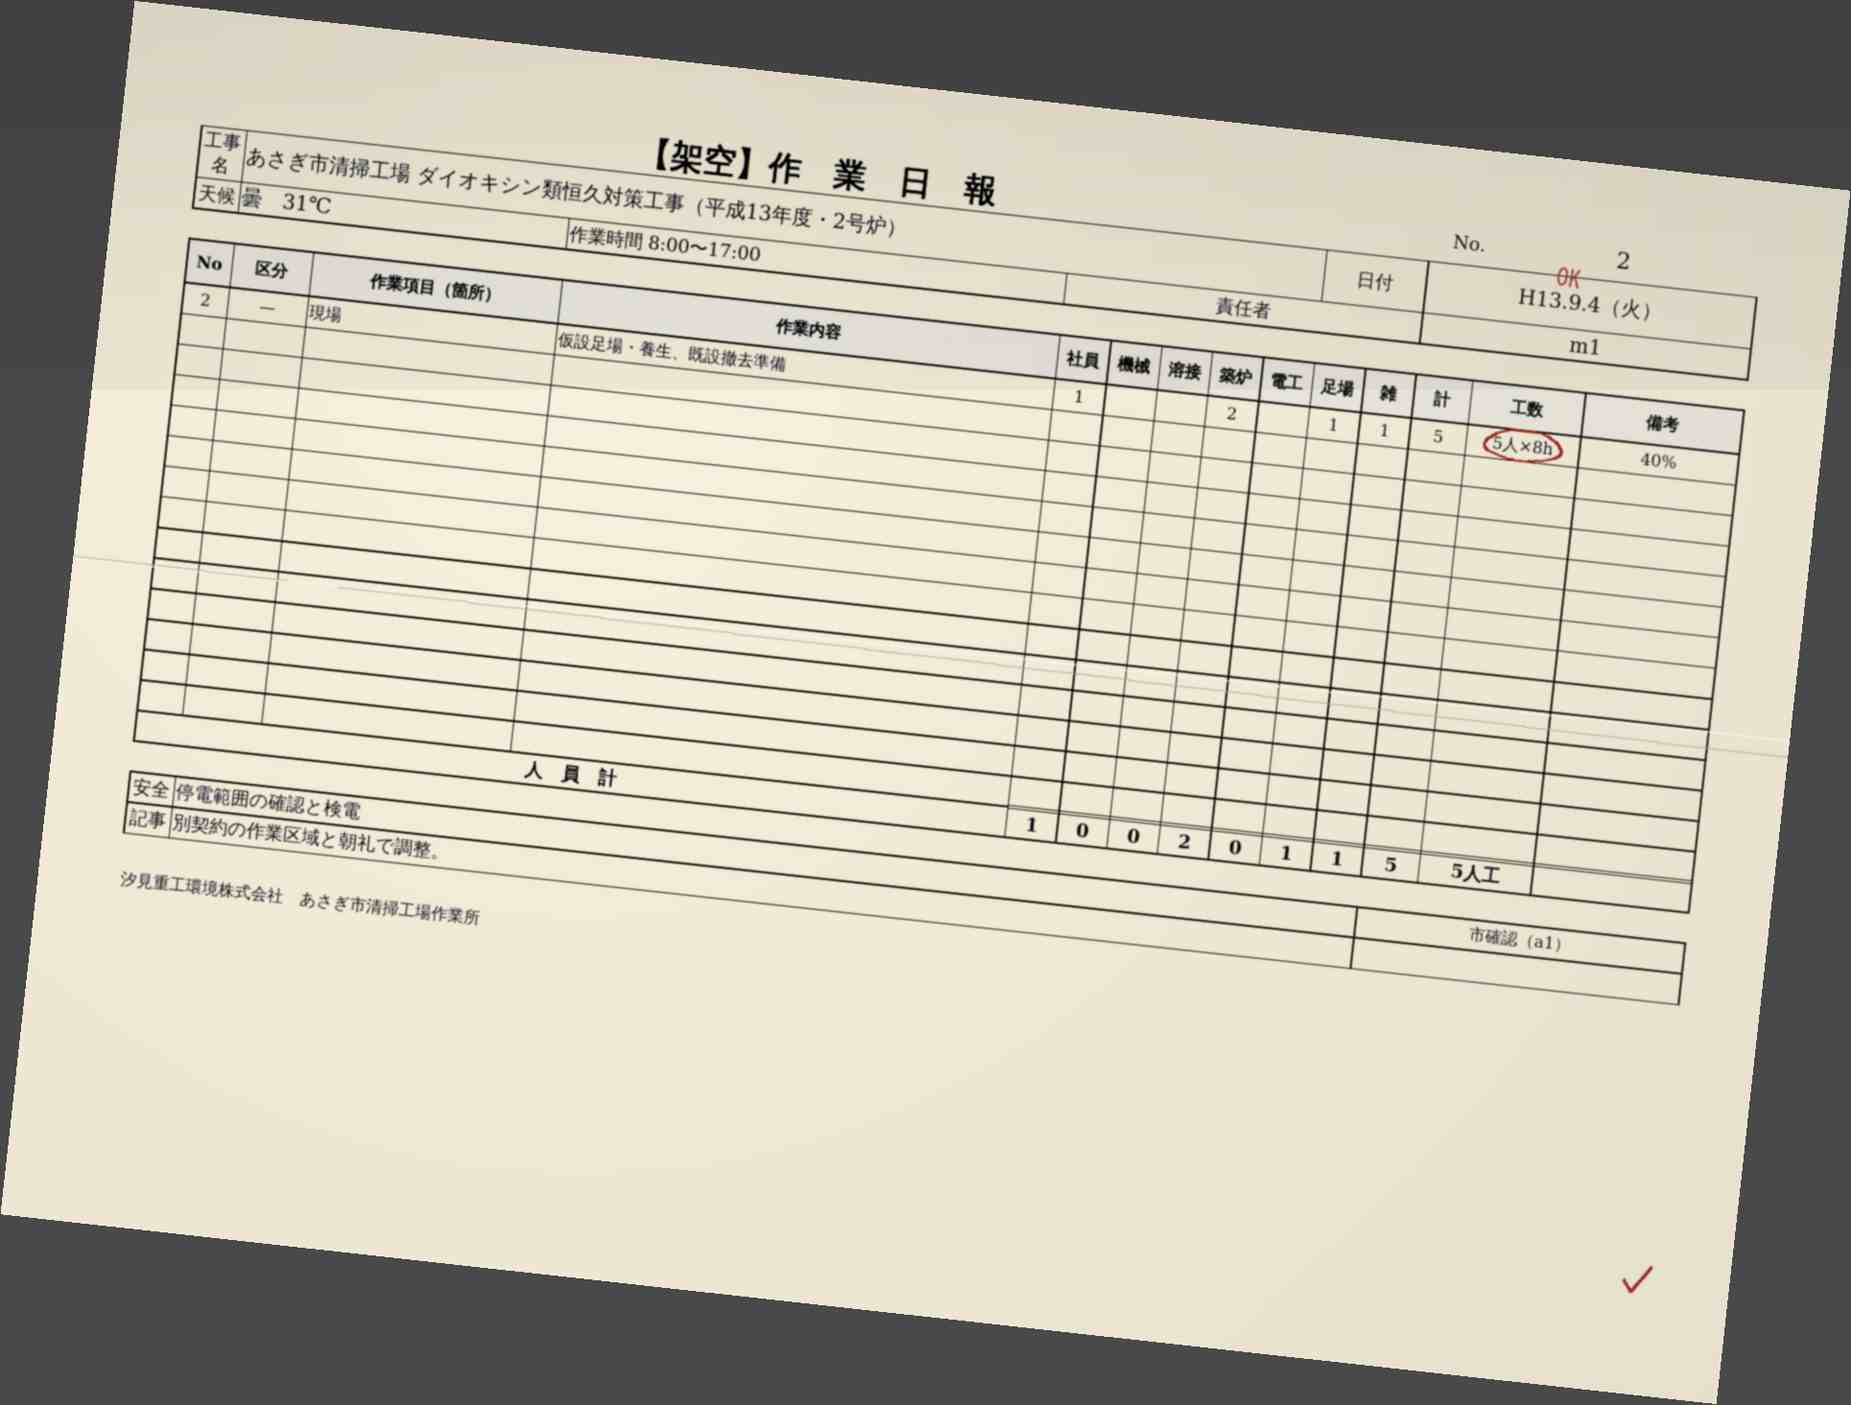 【架空】作 業 日 報
No. 2
工事名 あさぎ市清掃工場 ダイオキシン類恒久対策工事（平成13年度・2号炉） 日付 H13.9.4（火）
OK
天候 曇 31℃ 作業時間 8:00〜17:00 責任者 m1
No 区分 作業項目（箇所） 作業内容 社員 機械 溶接 築炉 電工 足場 雑 計 工数 備考
2 — 現場 仮設足場・養生、既設撤去準備 1 2 1 1 5 5人×8h 40%
人 員 計 1 0 0 2 0 1 1 5 5人工
安全 停電範囲の確認と検電 市確認（a1）
記事 別契約の作業区域と朝礼で調整。
汐見重工環境株式会社 あさぎ市清掃工場作業所